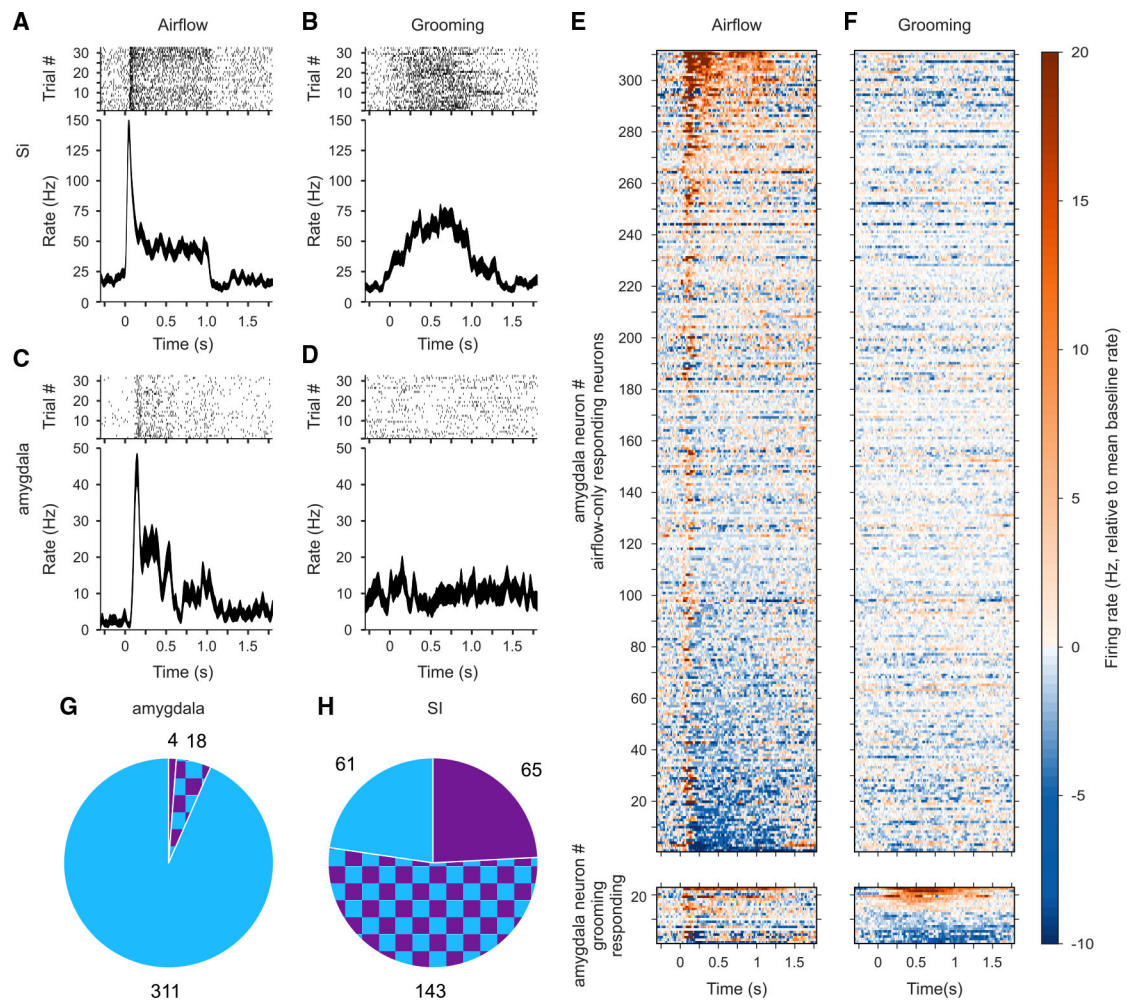 A
Airflow
B
Grooming
E
Airflow
F
Grooming
Trial #
30
20
10
Trial #
30
20
10
Si
Rate (Hz)
150
125
100
75
50
25
0
0 0.5 1.0 1.5
Time (s)
Rate (Hz)
150
125
100
75
50
25
0
0 0.5 1.0 1.5
Time (s)
C
D
Trial #
30
10
Trial #
30
10
amygdala
Rate (Hz)
50
40
30
20
10
0
0 0.5 1.0 1.5
Time (s)
Rate (Hz)
50
40
30
20
10
0
0 0.5 1.0 1.5
Time (s)
G
amygdala
4 18
311
H
SI
61
65
143
amygdala neuron #
airflow-only responding neurons
300
280
260
240
220
200
180
160
140
120
100
80
60
40
20
amygdala neuron #
grooming
responding
20
0 0.5 1 1.5
Time (s)
0 0.5 1 1.5
Time(s)
20
15
10
5
0
-5
-10
Firing rate (Hz, relative to mean baseline rate)